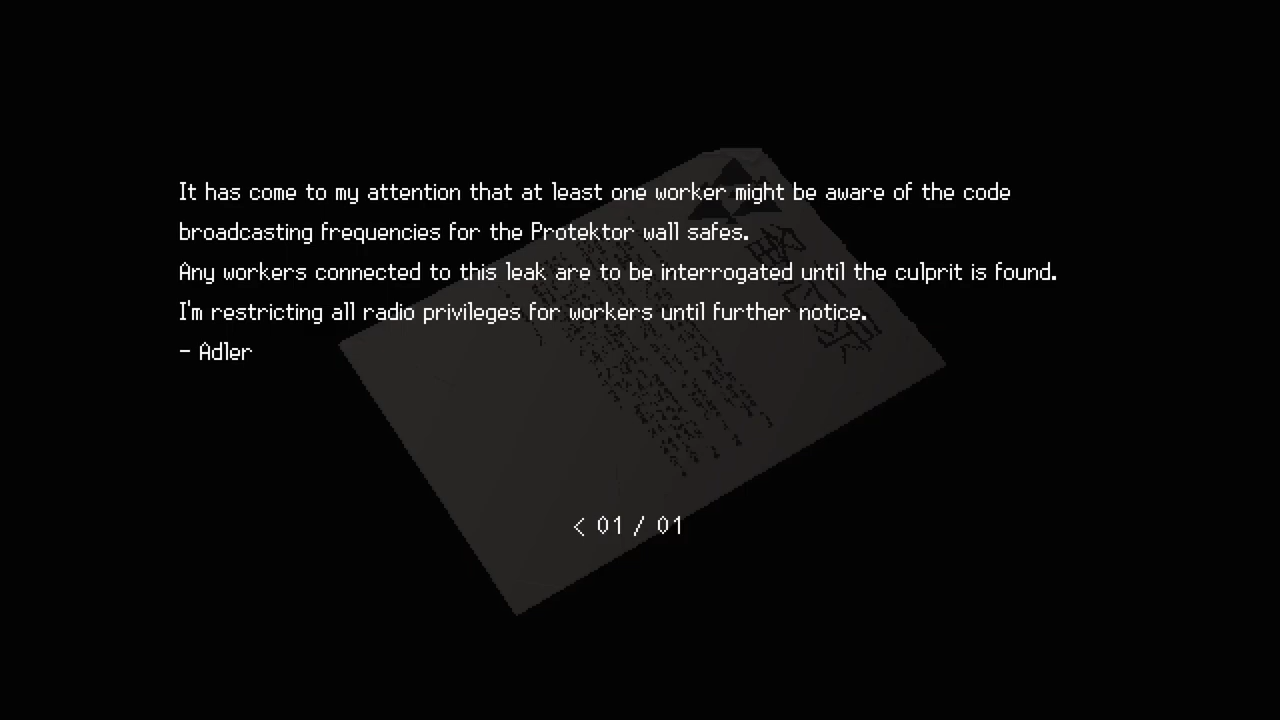 It has come to my attention that at least one worker might be aware of the code
broadcasting frequencies for the Protektor wall safes.
Any workers connected to this leak are to be interrogated until the culprit is found.
I'm restricting all radio privileges for workers until further notice.
- Adler
< 01 / 01